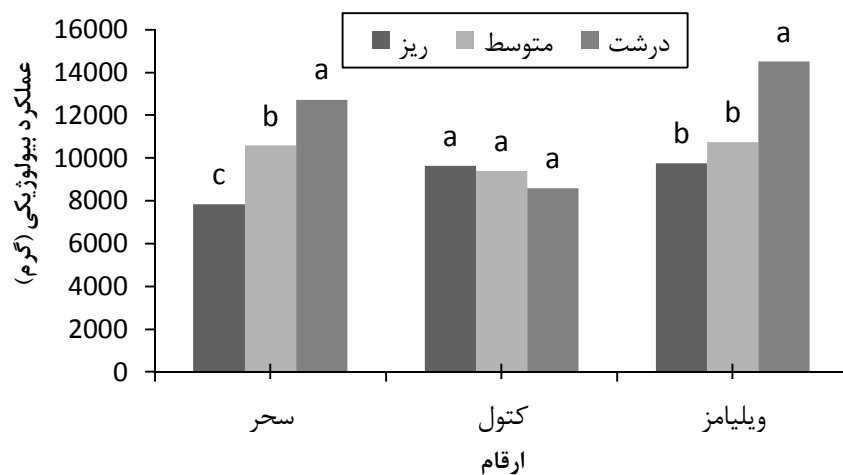 ریز متوسط درشت
عملکرد بیولوژیکی (گرم)
16000
14000
12000
10000
8000
6000
4000
2000
0
c b a
a a a
b b a
سحر کتول ویلیامز
ارقام